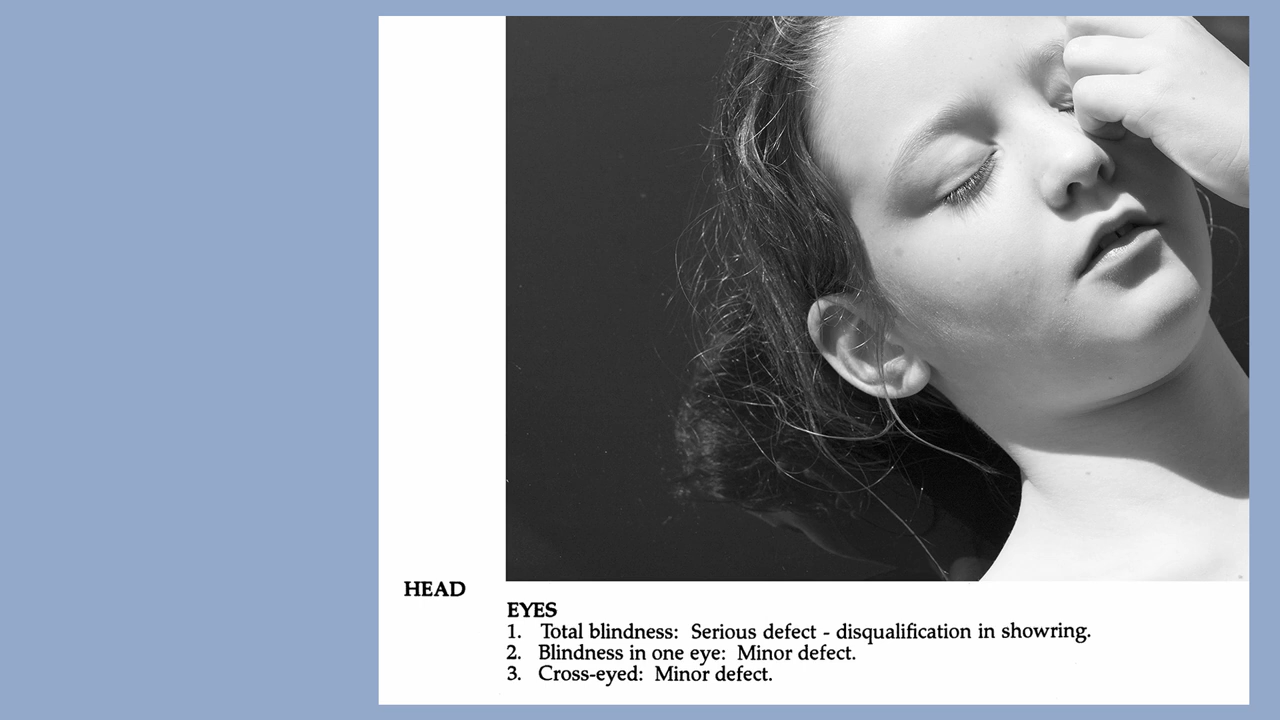 HEAD
EYES
1. Total blindness: Serious defect - disqualification in showring.
2. Blindness in one eye: Minor defect.
3. Cross-eyed: Minor defect.